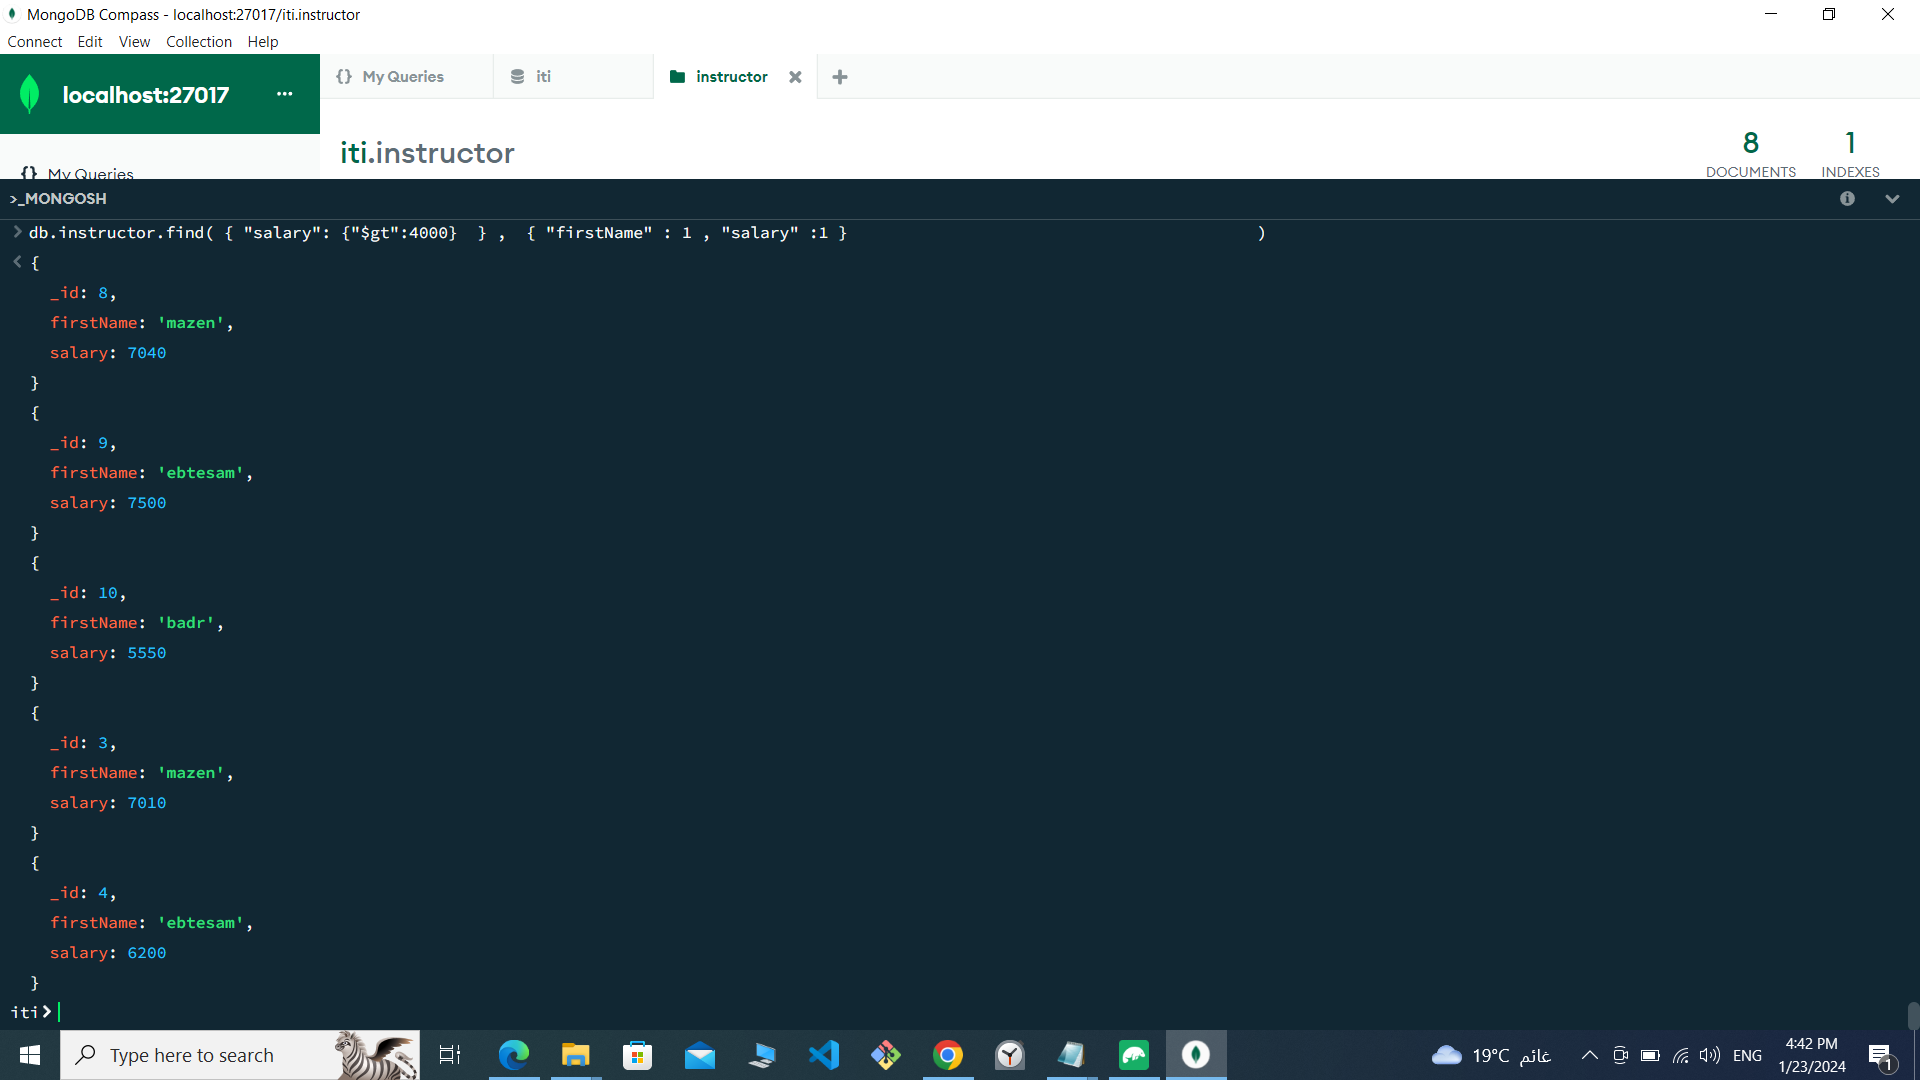 MongoDB Compass - localhost:27017/iti.instructor
Connect Edit View Collection Help
localhost:27017 ...
{} My Queries
iti
instructor
iti.instructor
8
DOCUMENTS
1
INDEXES
{} My Queries
>_MONGOSH
> db.instructor.find( { "salary": {"$gt":4000}  } ,  { "firstName" : 1 , "salary" :1 }                                          )
< {
_id: 8,
firstName: 'mazen',
salary: 7040
}
{
_id: 9,
firstName: 'ebtesam',
salary: 7500
}
{
_id: 10,
firstName: 'badr',
salary: 5550
}
{
_id: 3,
firstName: 'mazen',
salary: 7010
}
{
_id: 4,
firstName: 'ebtesam',
salary: 6200
}
iti>
Type here to search
19°C غائم
ENG
4:42 PM
1/23/2024
1